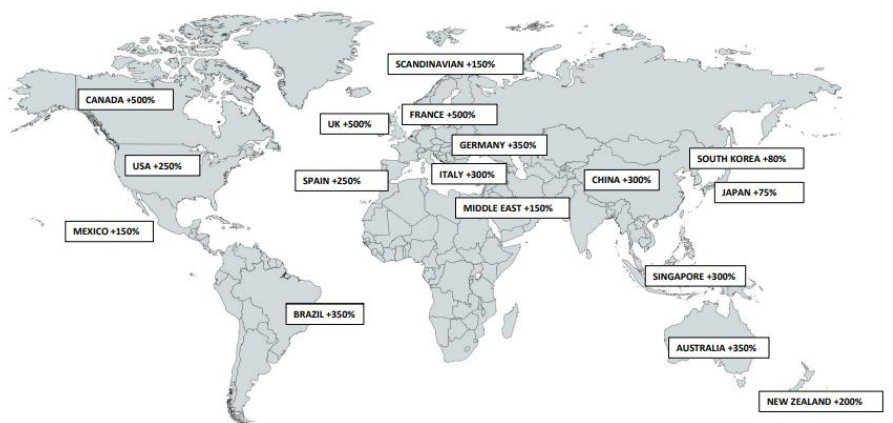 SCANDINAVIAN +150%
CANADA +500%
FRANCE +500%
UK +500%
GERMANY +350%
USA +250%
SOUTH KOREA +80%
ITALY +300%
CHINA +300%
SPAIN +250%
JAPAN +75%
MIDDLE EAST +150%
MEXICO +150%
SINGAPORE +300%
BRAZIL +350%
AUSTRALIA +350%
NEW ZEALAND +200%